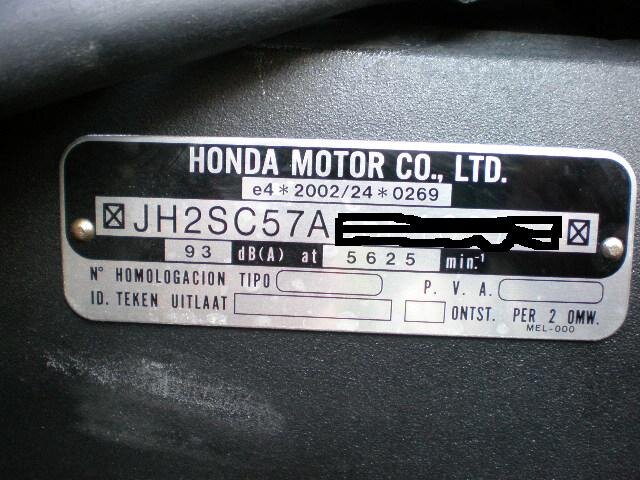 HONDA MOTOR CO., LTD.
e4*2002/24*0269
JH2SC57A
93 dB(A) at 5625 min.-1
Nº HOMOLOGACION TIPO P. V. A.
ID. TEKEN UITLAAT ONTST. PER 2 OMW.
MEL-000